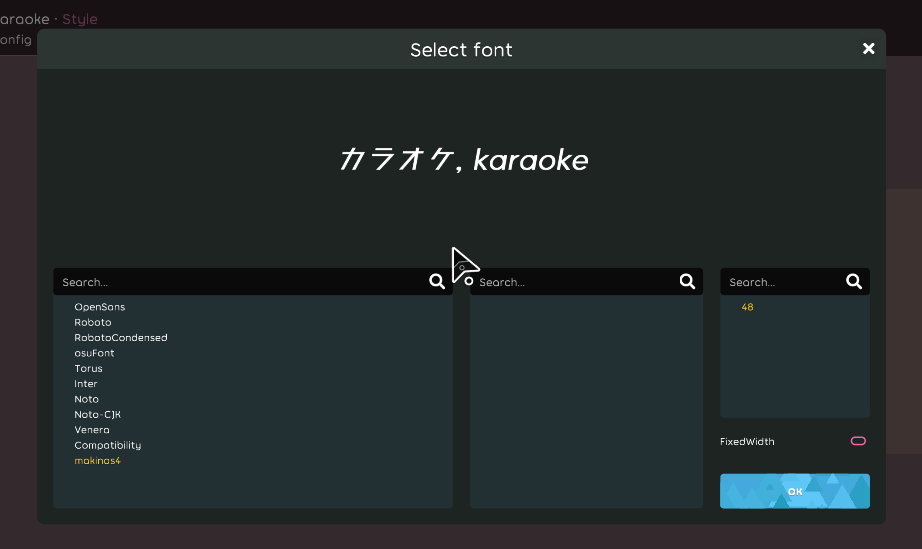 araoke · Style
onfig
Select font
カラオケ, karaoke
Search...
Search...
Search...
OpenSans
Roboto
RobotoCondensed
osuFont
Torus
Inter
Noto
Noto-CJK
Venera
Compatibility
makinas4
48
FixedWidth
OK